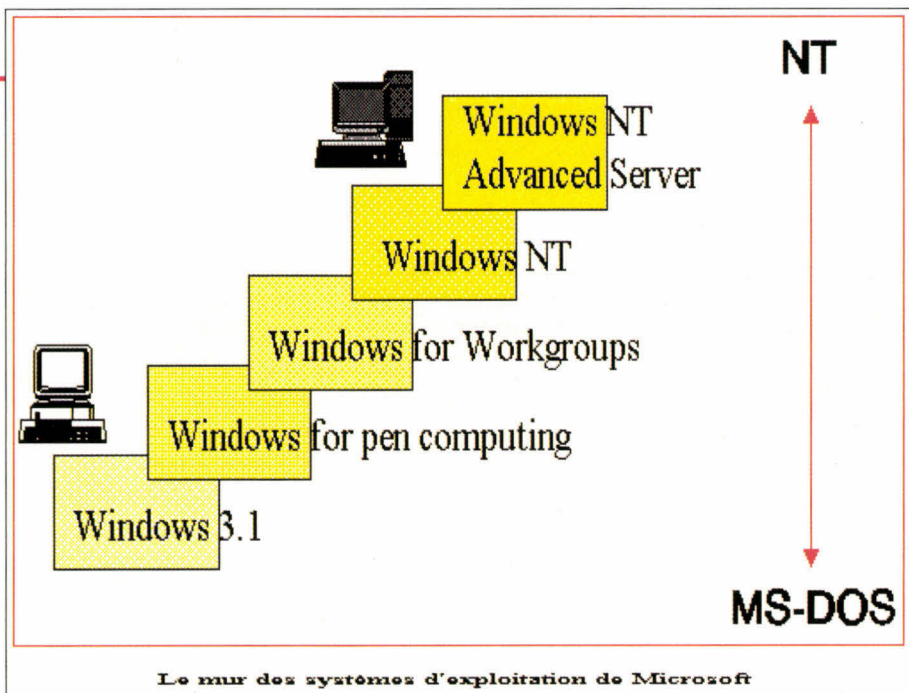 NT
Windows NT
Advanced Server
Windows NT
Windows for Workgroups
Windows for pen computing
Windows 3.1
MS-DOS
Le mur des systèmes d'exploitation de Microsoft